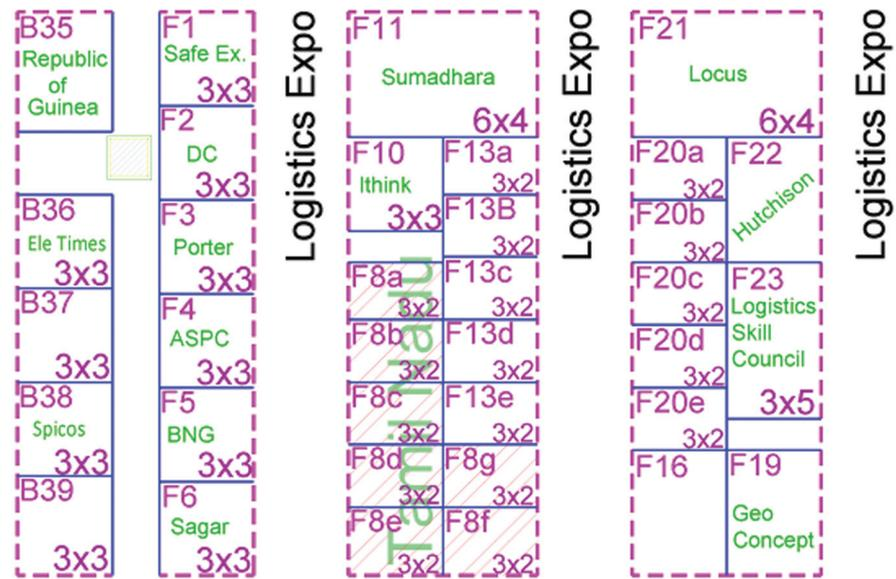 B35
Republic
of
Guinea
B36
Ele Times
3x3
B37
3x3
B38
Spicos
3x3
B39
3x3
F1
Safe Ex.
3x3
F2
DC
3x3
F3
Porter
3x3
F4
ASPC
3x3
F5
BNG
3x3
F6
Sagar
3x3
Logistics Expo
F11
Sumadhara
6x4
F10
Ithink
3x3
F8a
3x2
F8b
3x2
F8c
3x2
F8d
3x2
F8e
3x2
Tamil Nadu
F13a
3x2
F13B
3x2
F13c
3x2
F13d
3x2
F13e
3x2
F8g
3x2
F8f
3x2
Logistics Expo
F21
Locus
6x4
F20a
3x2
F20b
3x2
F20c
3x2
F20d
3x2
F20e
3x2
F16
F22
Hutchison
F23
Logistics
Skill
Council
3x5
F19
Geo
Concept
Logistics Expo